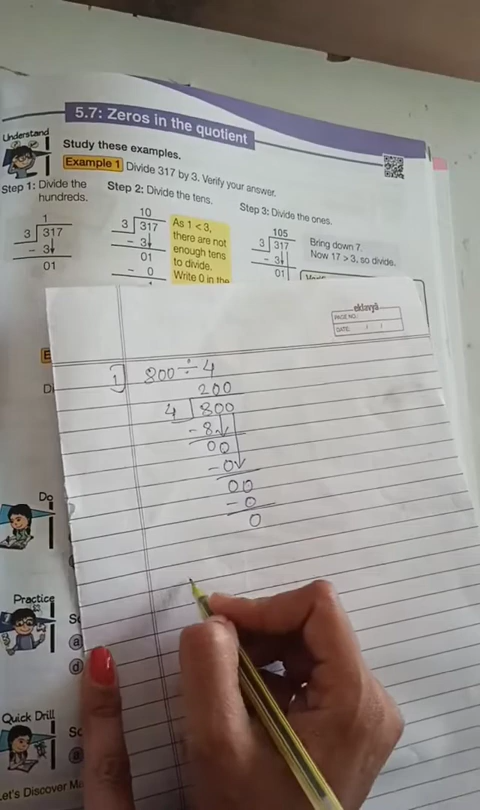 5.7: Zeros in the quotient
Understand
Study these examples.
Example 1 Divide 317 by 3. Verify your answer.
Step 1: Divide the
hundreds.
1
3 317
- 3
01
Step 2: Divide the tens.
10
3 317
- 3
01
- 0
As 1 < 3,
there are not
enough tens
to divide.
Write 0 in the
Step 3: Divide the ones.
105
3 317
- 3
01
Bring down 7.
Now 17 > 3, so divide.
eklavya
PAGE NO.:
DATE: / /
1] 800 ÷ 4
200
4 800
- 8
00
- 0
00
- 0
0
E
Do
Practice
a
d
Quick Drill
a
Let's Discover